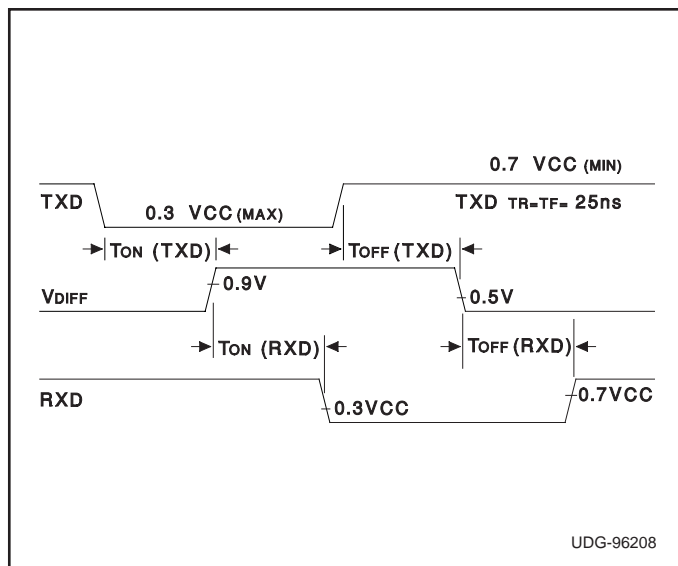 0.7 VCC (MIN)
TXD
0.3 VCC (MAX)
TXD TR=TF= 25ns
TON (TXD)
TOFF (TXD)
0.9V
VDIFF
0.5V
TON (RXD)
TOFF (RXD)
RXD
0.3VCC
0.7VCC
UDG-96208